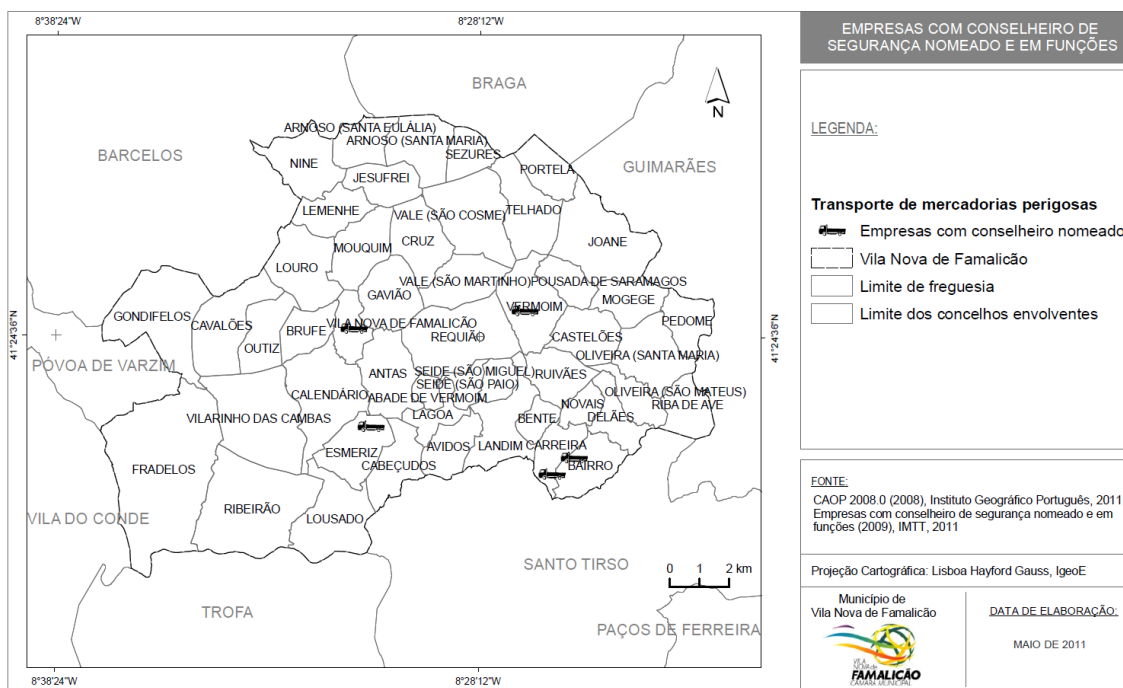 8°38'24"W
8°28'12"W
BRAGA
N
BARCELOS
GUIMARÃES
ARNOSO (SANTA EULÁLIA)
ARNOSO (SANTA MARIA)
SEZURES
NINE
PORTELA
JESUFREI
LEMENHE
VALE (SÃO COSME)
TELHADO
CRUZ
MOUQUIM
JOANE
LOURO
VALE (SÃO MARTINHO)
POUSADA DE SARAMAGOS
GAVIÃO
MOGEGE
VERMOIM
GONDIFELOS
CAVALÕES
BRUFE
VILA NOVA DE FAMALICÃO
PEDOME
REQUIÃO
CASTELÕES
OUTIZ
OLIVEIRA (SANTA MARIA)
41°24'36"N
41°24'36"N
PÓVOA DE VARZIM
ANTAS
SEIDE (SÃO MIGUEL)
RUIVÃES
SEIDE (SÃO PAIO)
CALENDÁRIO
ABADE DE VERMOIM
OLIVEIRA (SÃO MATEUS)
NOVAIS
RIBA DE AVE
VILARINHO DAS CAMBAS
LAGOA
BENTE
DELÃES
ESMERIZ
AVIDOS
LANDIM
CARREIRA
FRADELOS
CABEÇUDOS
BAIRRO
VILA DO CONDE
RIBEIRÃO
LOUSADO
SANTO TIRSO
0 1 2 km
TROFA
PAÇOS DE FERREIRA
8°38'24"W
8°28'12"W
EMPRESAS COM CONSELHEIRO DE
SEGURANÇA NOMEADO E EM FUNÇÕES
LEGENDA:
Transporte de mercadorias perigosas
Empresas com conselheiro nomeado
Vila Nova de Famalicão
Limite de freguesia
Limite dos concelhos envolventes
FONTE:
CAOP 2008.0 (2008), Instituto Geográfico Português, 2011
Empresas com conselheiro de segurança nomeado e em
funções (2009), IMTT, 2011
Projeção Cartográfica: Lisboa Hayford Gauss, IgeoE
Município de
Vila Nova de Famalicão
VILA
NOVA DE
FAMALICÃO
CÂMARA MUNICIPAL
DATA DE ELABORAÇÃO:
MAIO DE 2011